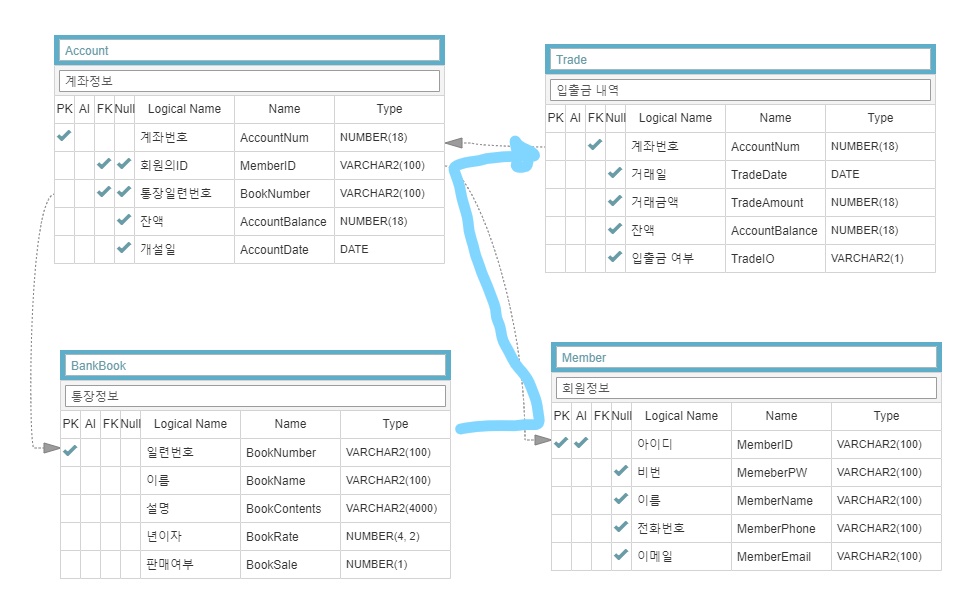 Account
계좌정보
PK AI FK Null Logical Name Name Type
계좌번호 AccountNum NUMBER(18)
회원의ID MemberID VARCHAR2(100)
통장일련번호 BookNumber VARCHAR2(100)
잔액 AccountBalance NUMBER(18)
개설일 AccountDate DATE
Trade
입출금 내역
PK AI FK Null Logical Name Name Type
계좌번호 AccountNum NUMBER(18)
거래일 TradeDate DATE
거래금액 TradeAmount NUMBER(18)
잔액 AccountBalance NUMBER(18)
입출금 여부 TradeIO VARCHAR2(1)
BankBook
통장정보
PK AI FK Null Logical Name Name Type
일련번호 BookNumber VARCHAR2(100)
이름 BookName VARCHAR2(100)
설명 BookContents VARCHAR2(4000)
년이자 BookRate NUMBER(4, 2)
판매여부 BookSale NUMBER(1)
Member
회원정보
PK AI FK Null Logical Name Name Type
아이디 MemberID VARCHAR2(100)
비번 MemeberPW VARCHAR2(100)
이름 MemberName VARCHAR2(100)
전화번호 MemberPhone VARCHAR2(100)
이메일 MemberEmail VARCHAR2(100)